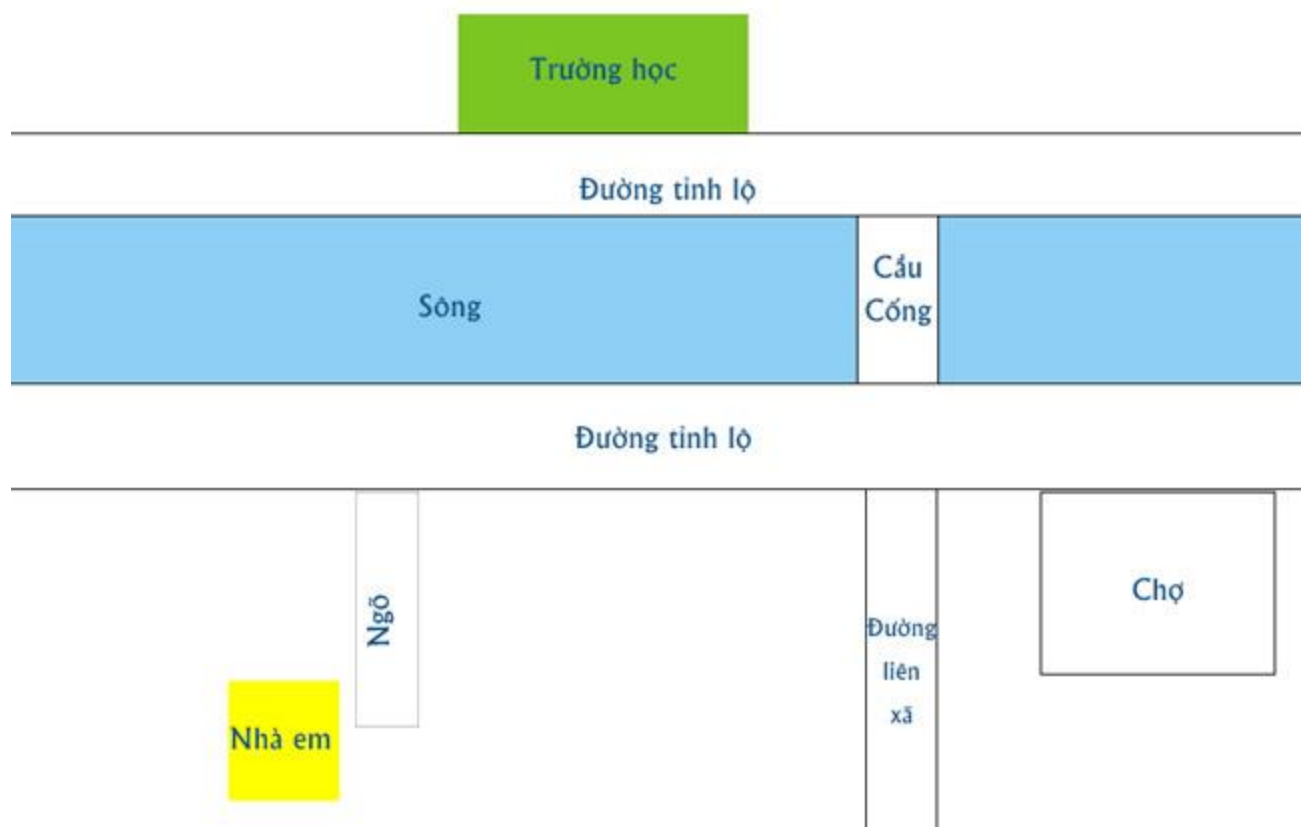 Trường học
Đường tỉnh lộ
Sông
Cầu
Cống
Đường tỉnh lộ
Ngõ
Nhà em
Đường
liên
xã
Chợ